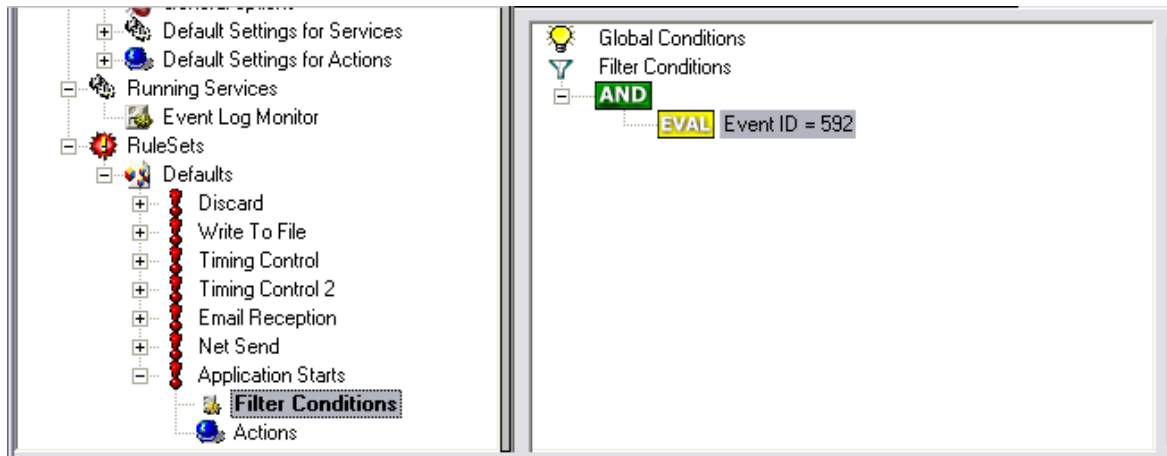 General option
Default Settings for Services
Default Settings for Actions
Running Services
Event Log Monitor
RuleSets
Defaults
Discard
Write To File
Timing Control
Timing Control 2
Email Reception
Net Send
Application Starts
Filter Conditions
Actions
Global Conditions
Filter Conditions
AND
EVAL Event ID = 592